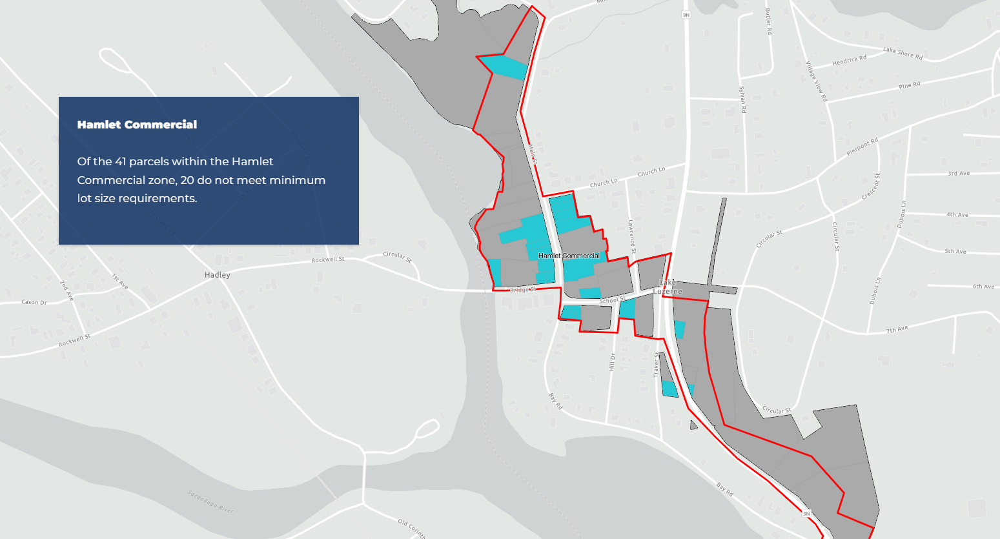 Mill
9N
Butler Rd
Lake Shore Rd
Hendrick Rd
Village View Rd
Pine Rd
Sylvan Rd
Hamlet Commercial
Of the 41 parcels within the Hamlet
Commercial zone, 20 do not meet minimum
lot size requirements.
Main St
Pierpont Rd
Church Ln
Church Ln
3rd Ave
Crescent St
Dubois Ln
4th Ave
Lawrence St
Circular St
Circular St
5th Ave
Hamlet Commercial
Rockwell St
Circular St
Hadley
1st Ave
2nd Ave
Lake
Luzerne
Bridge St
School St
Dubois Ln
6th Ave
Cason Dr
7th Ave
Rockwell St
Hill Dr
Traver St
Bay Rd
Circular St
Bay Rd
Sacandaga River
9N
Old Corinth